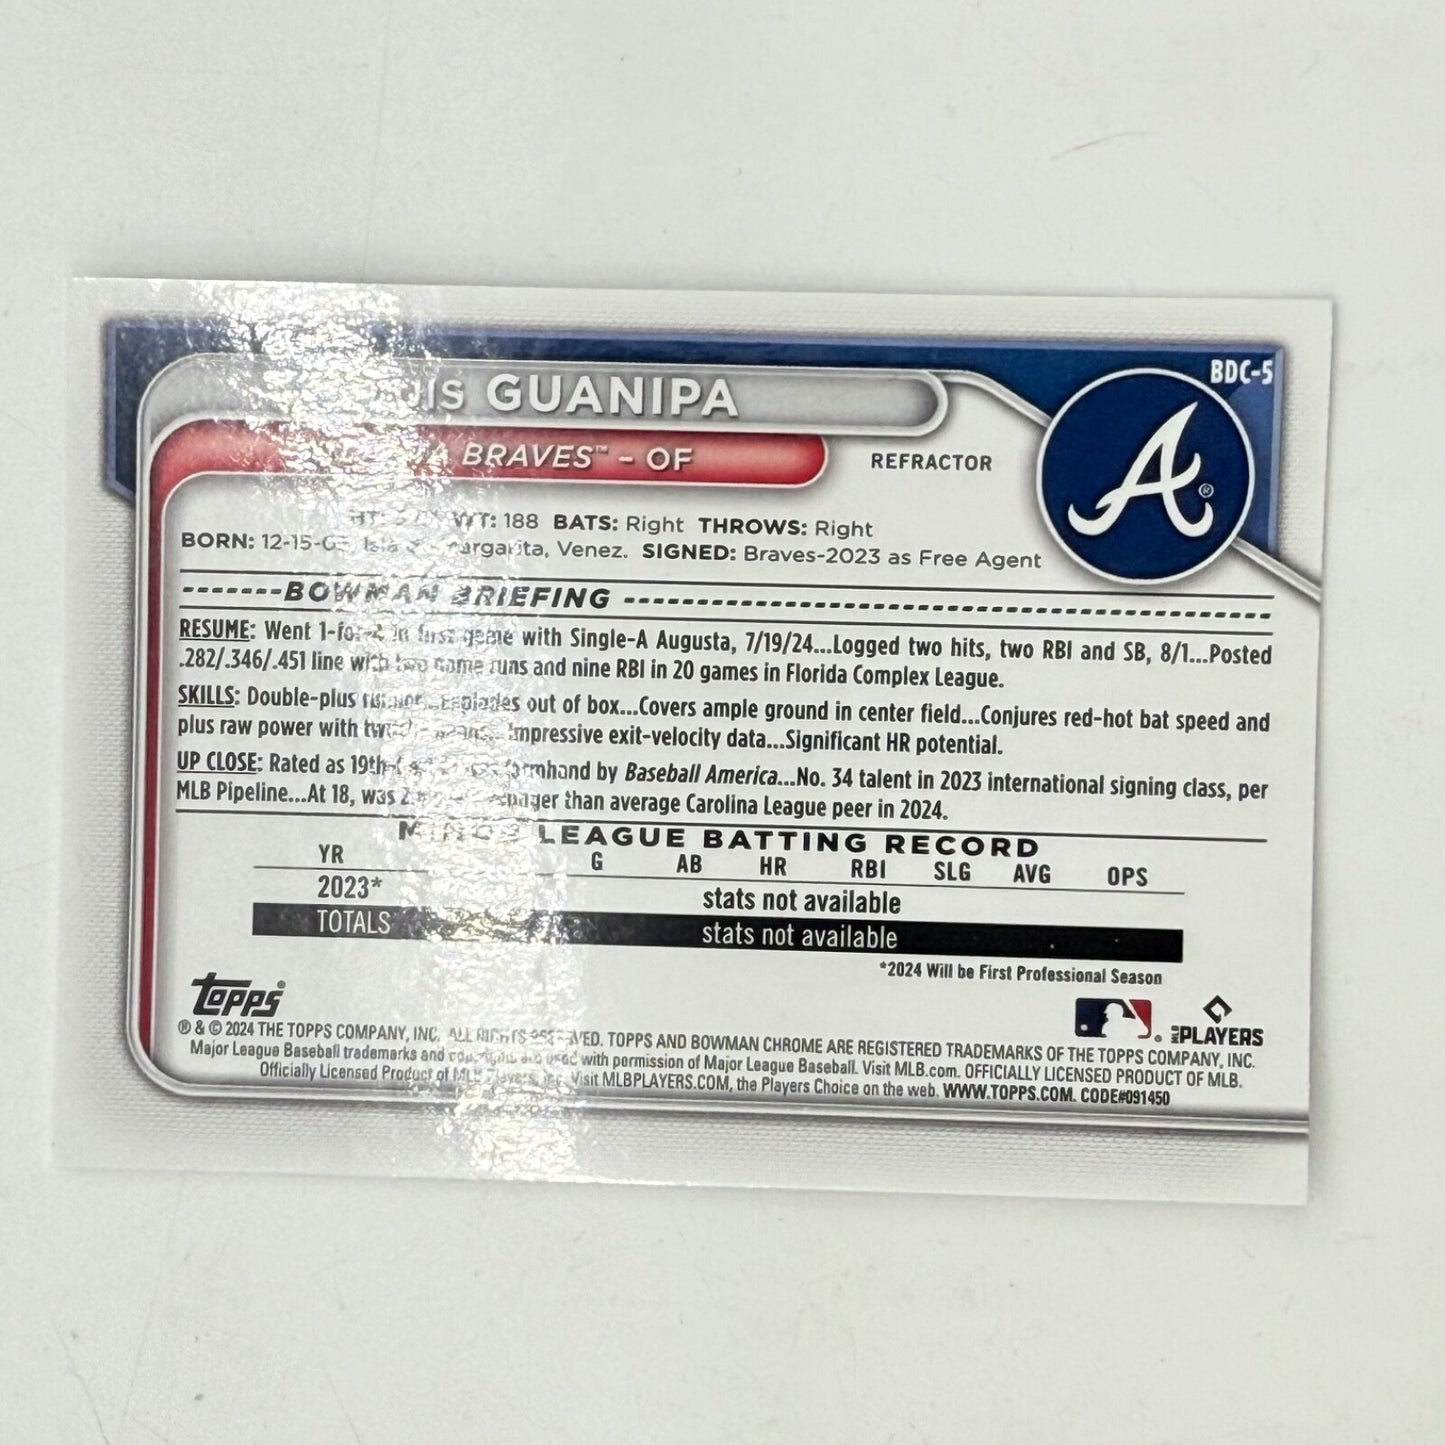 BDC-5
GUANIPA
BRAVES™ - OF
REFRACTOR
A®
WT: 188 BATS: Right THROWS: Right
BORN: Venez. SIGNED: Braves-2023 as Free Agent
BOWMAN BRIEFING
RESUME: Went in first game with Single-A Augusta, 7/19/24...Logged two hits, two RBI and SB, 8/1...Posted
.282/.346/.451 line with two home runs and nine RBI in 20 games in Florida Complex League.
SKILLS: Double-plus Explodes out of box...Covers ample ground in center field...Conjures red-hot bat speed and
plus raw power with impressive exit-velocity data...Significant HR potential.
UP CLOSE: Rated as farmhand by Baseball America...No. 34 talent in 2023 international signing class, per
MLB Pipeline...At 18, was younger than average Carolina League peer in 2024.
MINOR LEAGUE BATTING RECORD
YR G AB HR RBI SLG AVG OPS
2023* stats not available
TOTALS stats not available
*2024 Will be First Professional Season
topps®
MLB PLAYERS
® & © 2024 THE TOPPS COMPANY, INC. ALL RIGHTS RESERVED. TOPPS AND BOWMAN CHROME ARE REGISTERED TRADEMARKS OF THE TOPPS COMPANY, INC.
Major League Baseball trademarks and copyrights are used with permission of Major League Baseball. Visit MLB.com. OFFICIALLY LICENSED PRODUCT OF MLB.
Officially Licensed Product of MLB Players, Inc. Visit MLBPLAYERS.COM, the Players Choice on the web. WWW.TOPPS.COM. CODE#091450